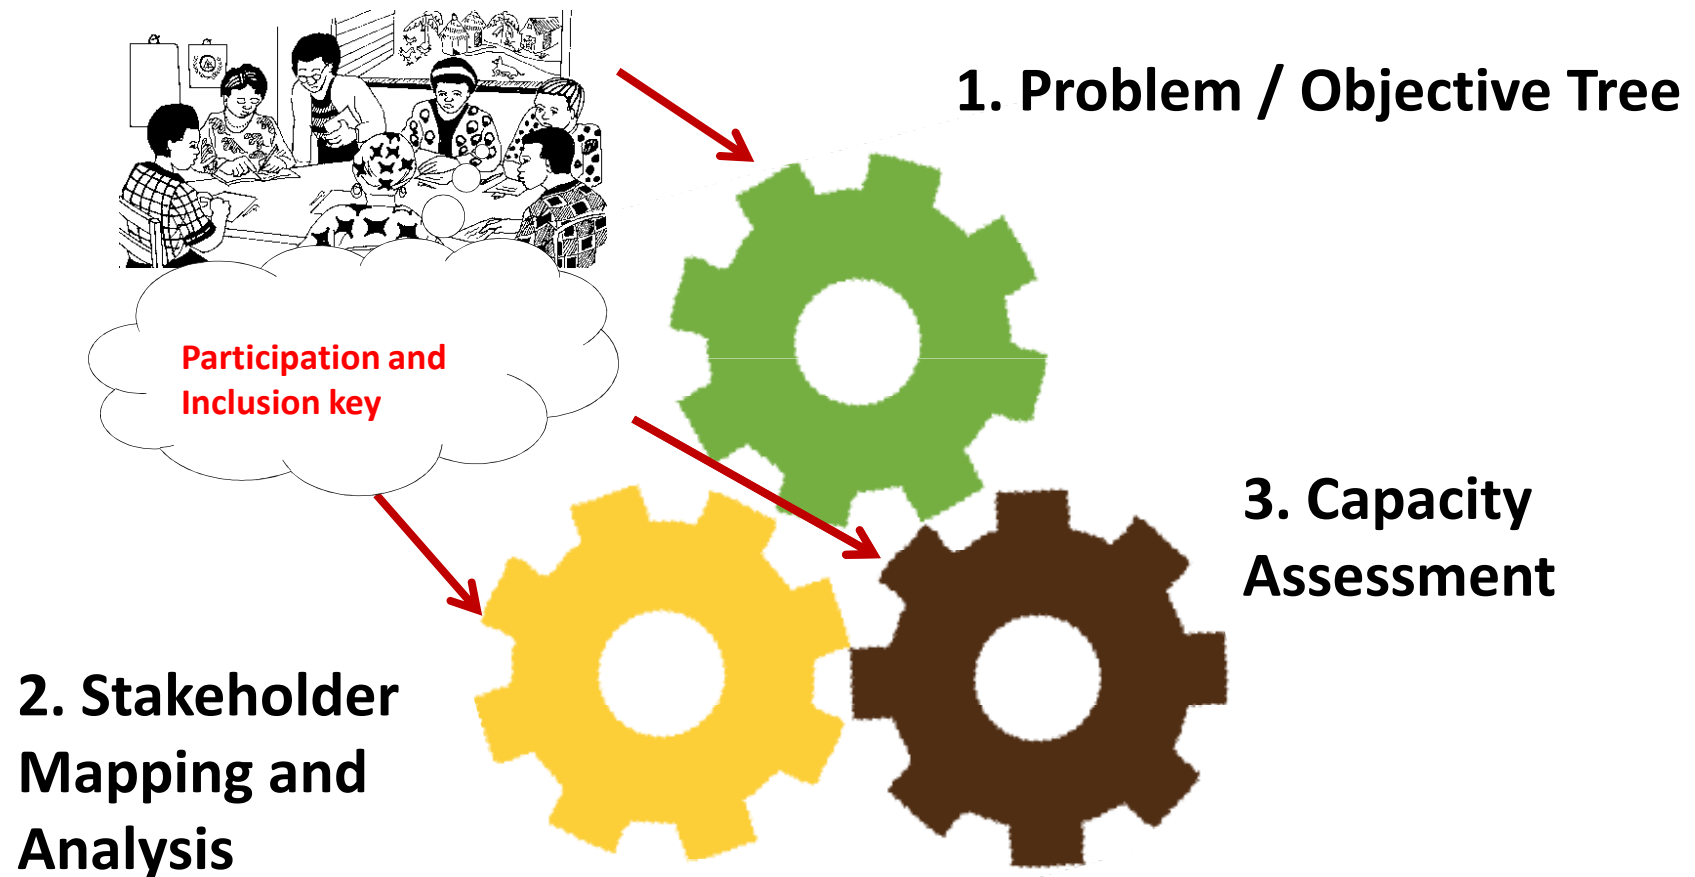 1. Problem / Objective Tree
Participation and
Inclusion key
3. Capacity
Assessment
2. Stakeholder
Mapping and
Analysis